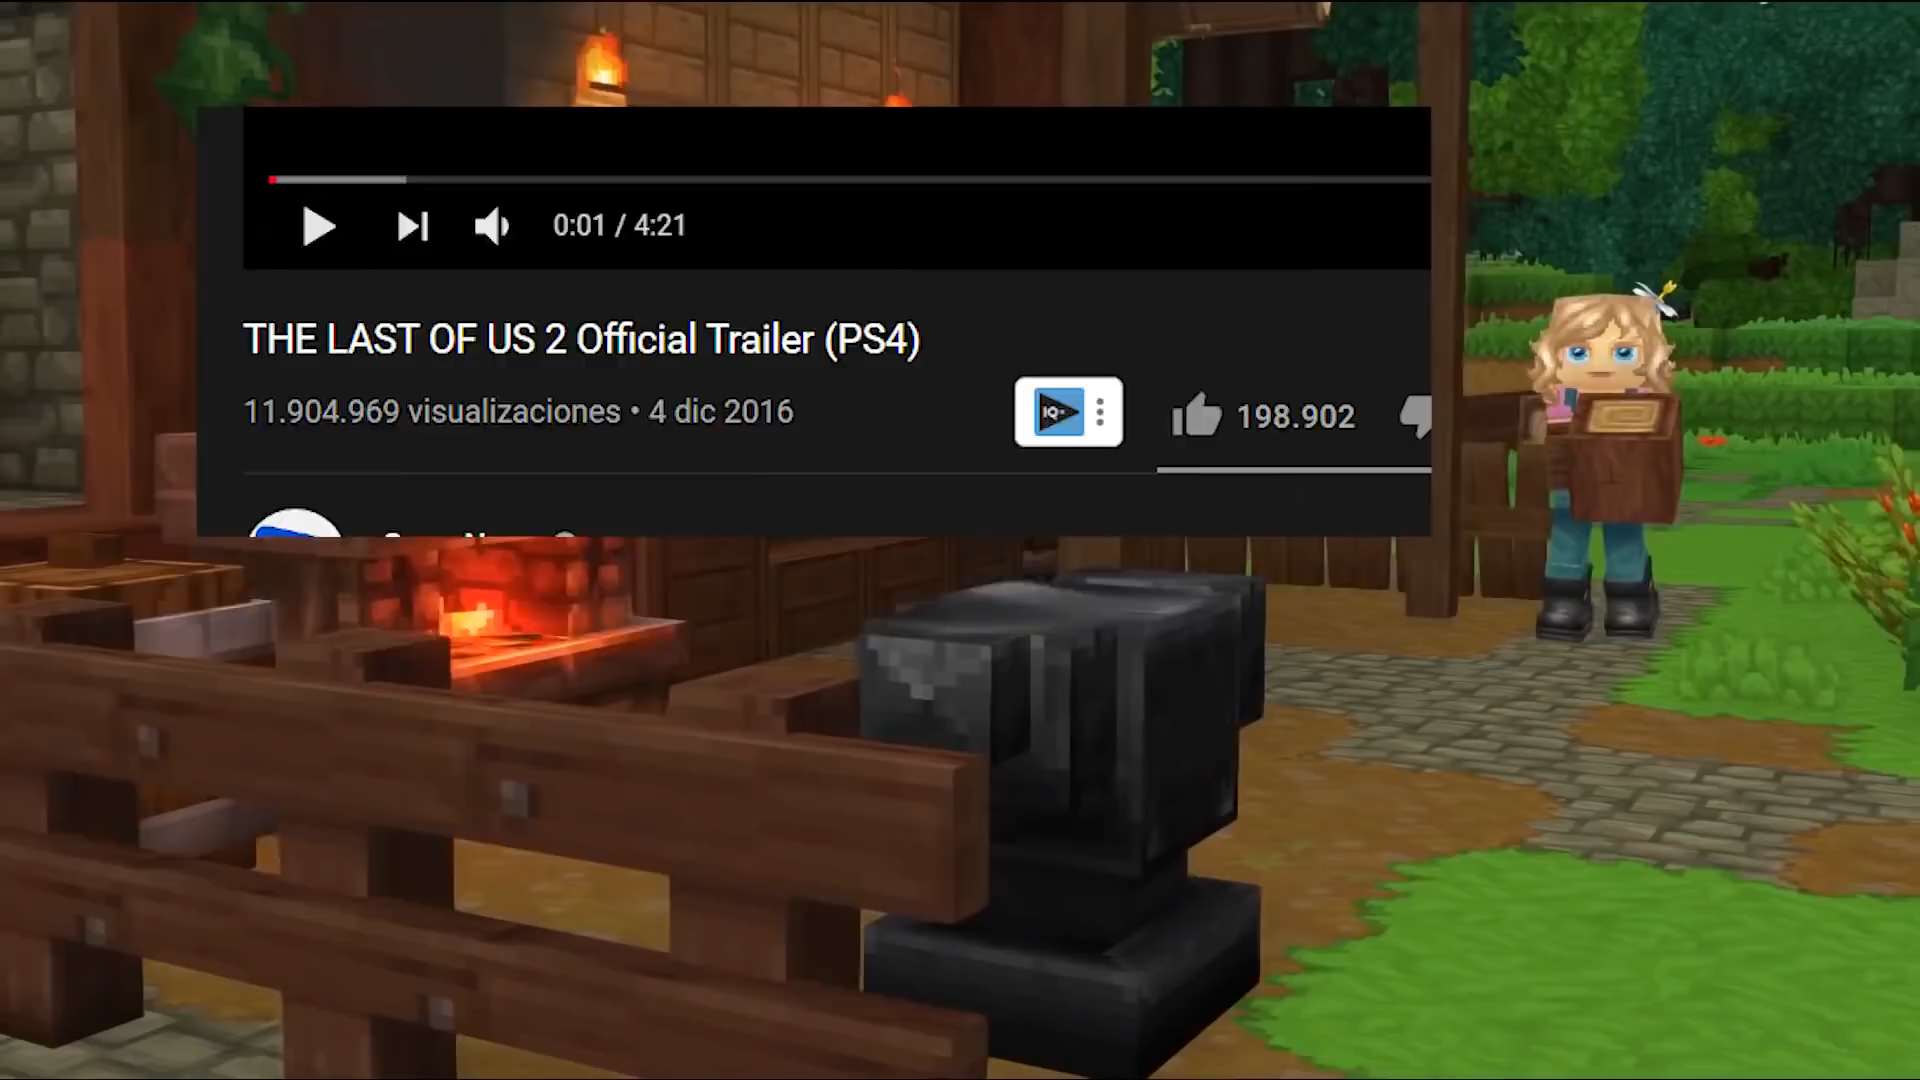 0:01 / 4:21
THE LAST OF US 2 Official Trailer (PS4)
11.904.969 visualizaciones • 4 dic 2016
IQ
198.902